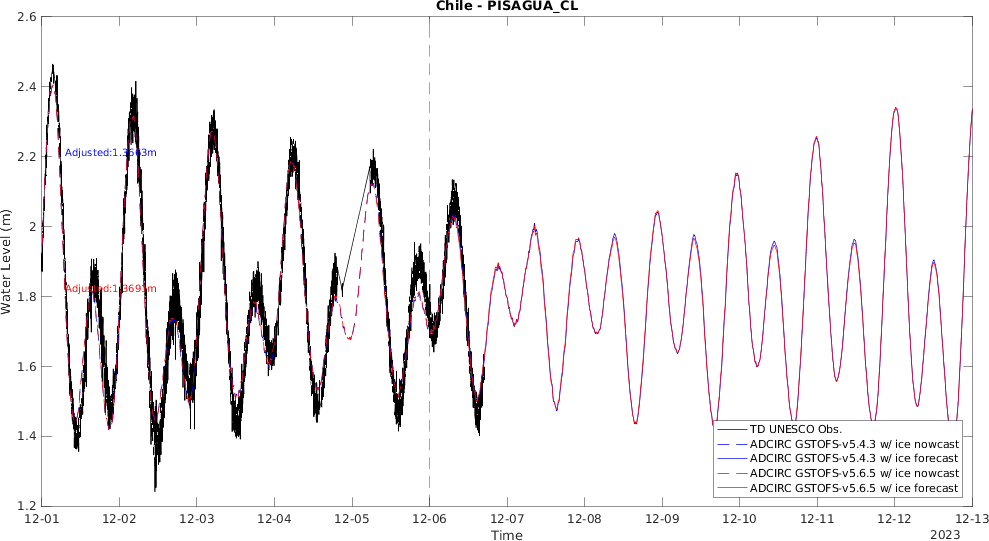 Chile - PISAGUA_CL
2.6
2.4
2.2
2
1.8
1.6
1.4
1.2
Water Level (m)
Adjusted:1.3663m
Adjusted:1.3695m
TD UNESCO Obs.
ADCIRC GSTOFS-v5.4.3 w/ ice nowcast
ADCIRC GSTOFS-v5.4.3 w/ ice forecast
ADCIRC GSTOFS-v5.6.5 w/ ice nowcast
ADCIRC GSTOFS-v5.6.5 w/ ice forecast
12-01 12-02 12-03 12-04 12-05 12-06 12-07 12-08 12-09 12-10 12-11 12-12 12-13
Time
2023